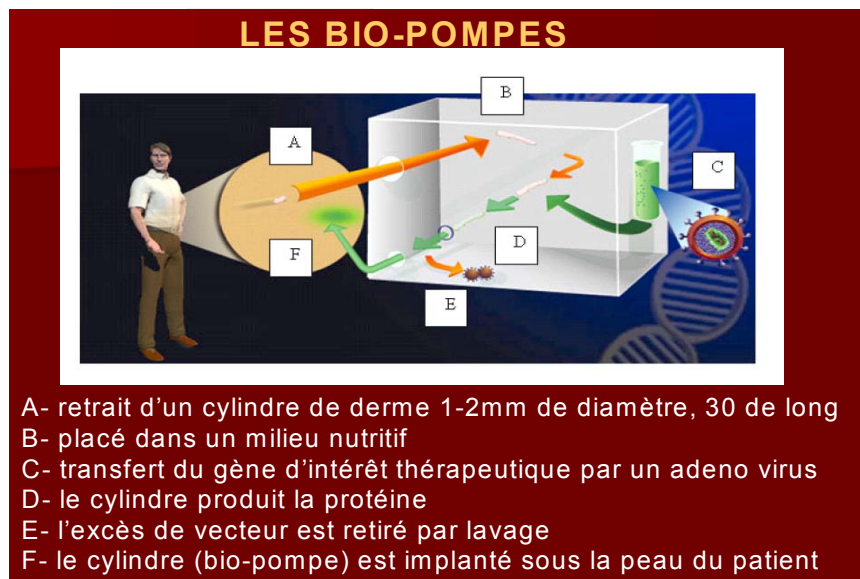 LES BIO-POMPES
B
A
C
D
F
E
A- retrait d'un cylindre de derme 1-2mm de diamètre, 30 de long
B- placé dans un milieu nutritif
C- transfert du gène d'intérêt thérapeutique par un adeno virus
D- le cylindre produit la protéine
E- l'excès de vecteur est retiré par lavage
F- le cylindre (bio-pompe) est implanté sous la peau du patient